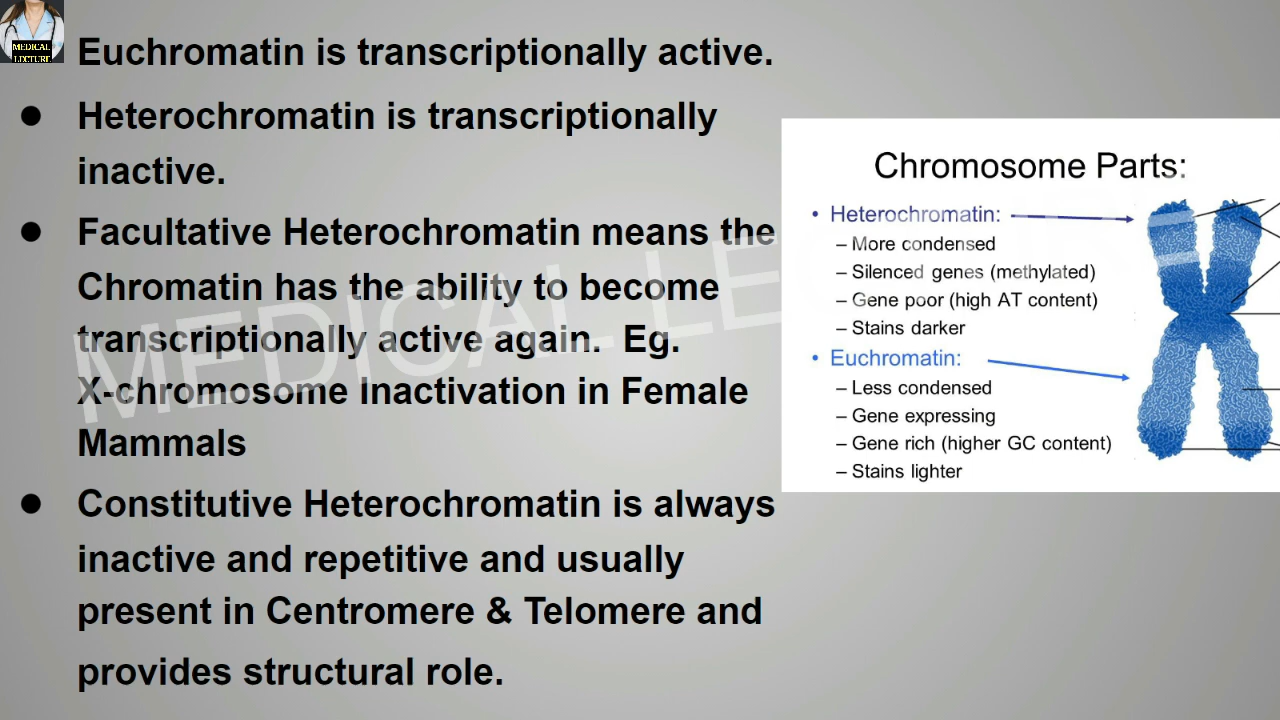 MEDICAL
LECTURE
Euchromatin is transcriptionally active.
● Heterochromatin is transcriptionally
inactive.
● Facultative Heterochromatin means the
Chromatin has the ability to become
transcriptionally active again. Eg.
X-chromosome Inactivation in Female
Mammals
● Constitutive Heterochromatin is always
inactive and repetitive and usually
present in Centromere & Telomere and
provides structural role.
Chromosome Parts:
• Heterochromatin:
– More condensed
– Silenced genes (methylated)
– Gene poor (high AT content)
– Stains darker
• Euchromatin:
– Less condensed
– Gene expressing
– Gene rich (higher GC content)
– Stains lighter
MEDICAL